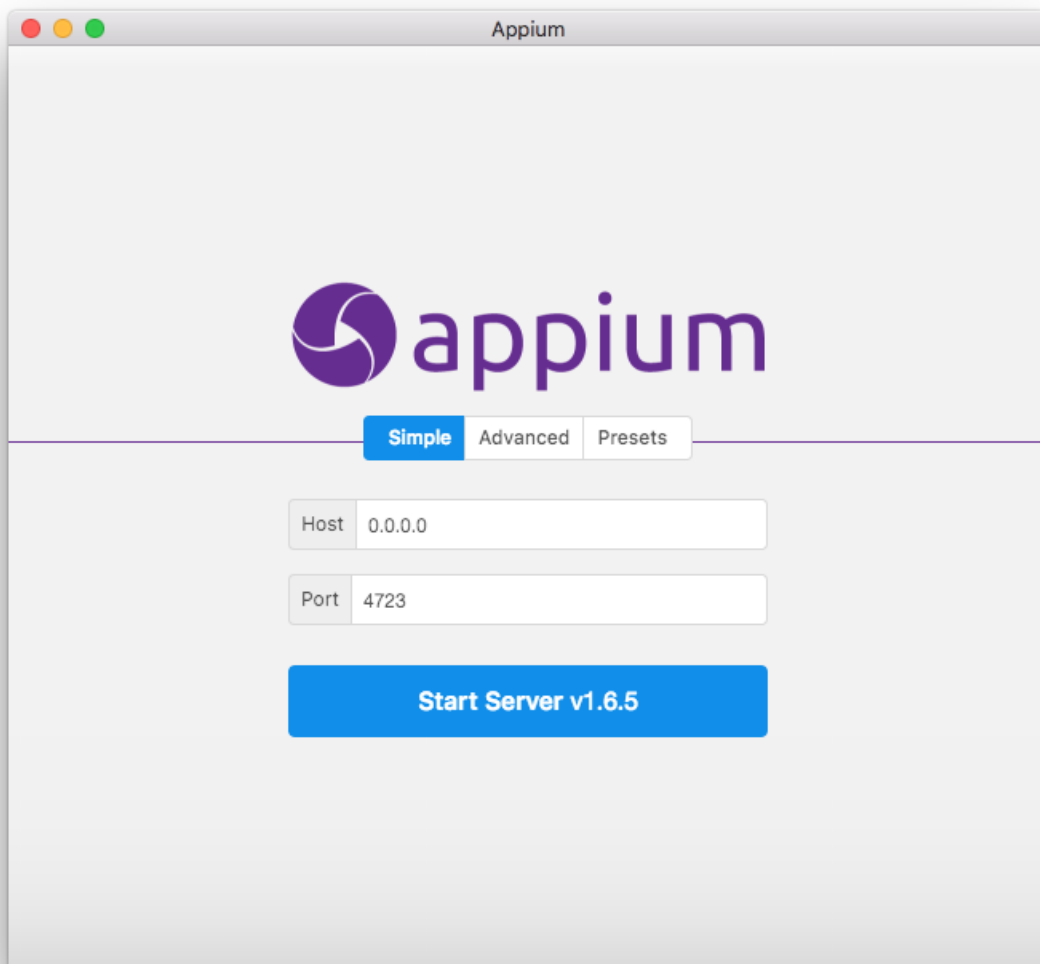 Appium
appium
Simple Advanced Presets
Host 0.0.0.0
Port 4723
Start Server v1.6.5